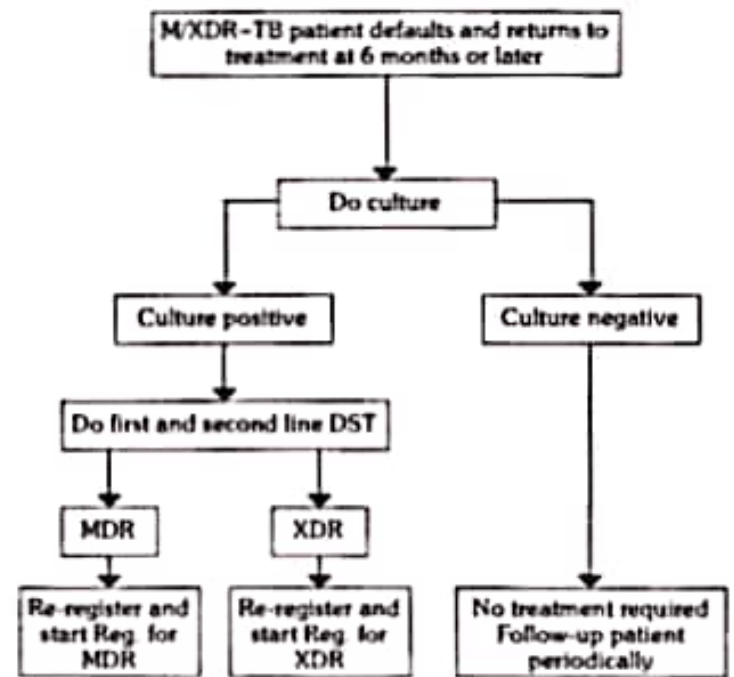 M/XDR-TB patient defaults and returns to
treatment at 6 months or later
Do culture
Culture positive
Culture negative
Do first and second line DST
MDR
XDR
Re-register and
start Reg. for
MDR
Re-register and
start Reg. for
XDR
No treatment required
Follow-up patient
periodically